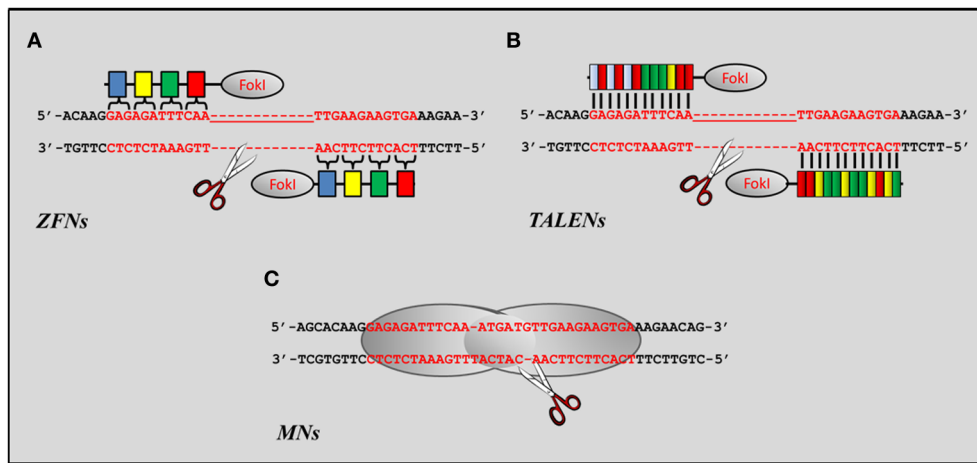 A
FokI
5′-ACAAGGAGAGATTTCAA-----------TTGAAGAAGTGAAAGAA-3′
3′-TGTTCCTCTCTAAAGTT-----------AACTTCTTCACTTTCTT-5′
FokI
ZFNs
B
FokI
5′-ACAAGGAGAGATTTCAA-----------TTGAAGAAGTGAAAGAA-3′
3′-TGTTCCTCTCTAAAGTT-----------AACTTCTTCACTTTCTT-5′
FokI
TALENs
C
5′-AGCACAAGGAGAGATTTCAA-ATGATGTTGAAGAAGTGAAAGAACAG-3′
3′-TCGTGTTCCTCTCTAAAGTTTACTAC-AACTTCTTCACTTTCTTGTC-5′
MNs